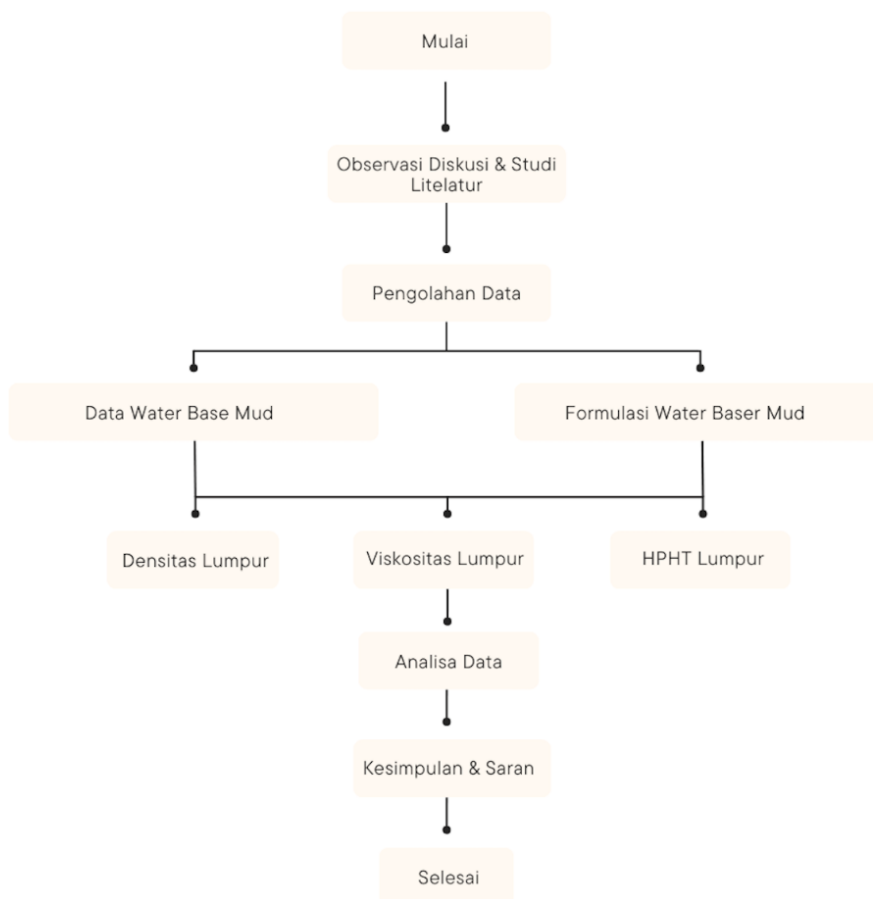 Mulai
Observasi Diskusi & Studi
Litelatur
Pengolahan Data
Data Water Base Mud
Formulasi Water Baser Mud
Densitas Lumpur
Viskositas Lumpur
HPHT Lumpur
Analisa Data
Kesimpulan & Saran
Selesai